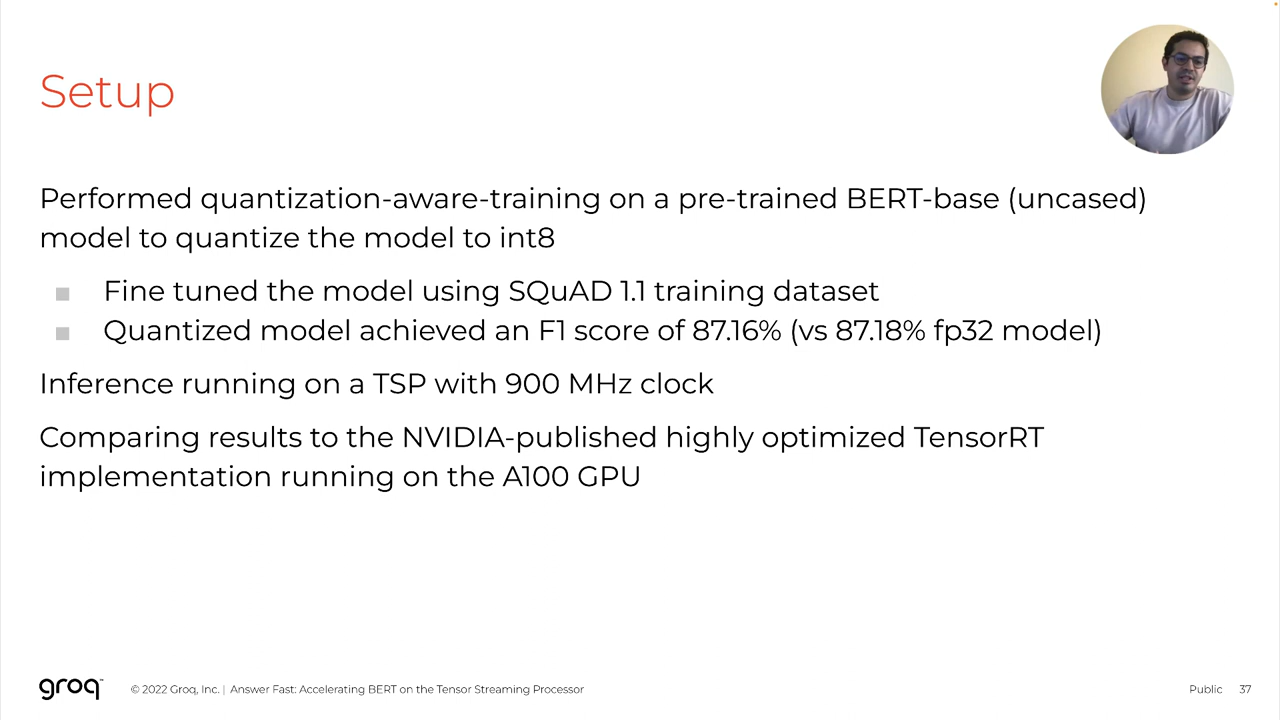 Setup
Performed quantization-aware-training on a pre-trained BERT-base (uncased)
model to quantize the model to int8
Fine tuned the model using SQuAD 1.1 training dataset
Quantized model achieved an F1 score of 87.16% (vs 87.18% fp32 model)
Inference running on a TSP with 900 MHz clock
Comparing results to the NVIDIA-published highly optimized TensorRT
implementation running on the A100 GPU
groq™ © 2022 Groq, Inc. | Answer Fast: Accelerating BERT on the Tensor Streaming Processor Public 37